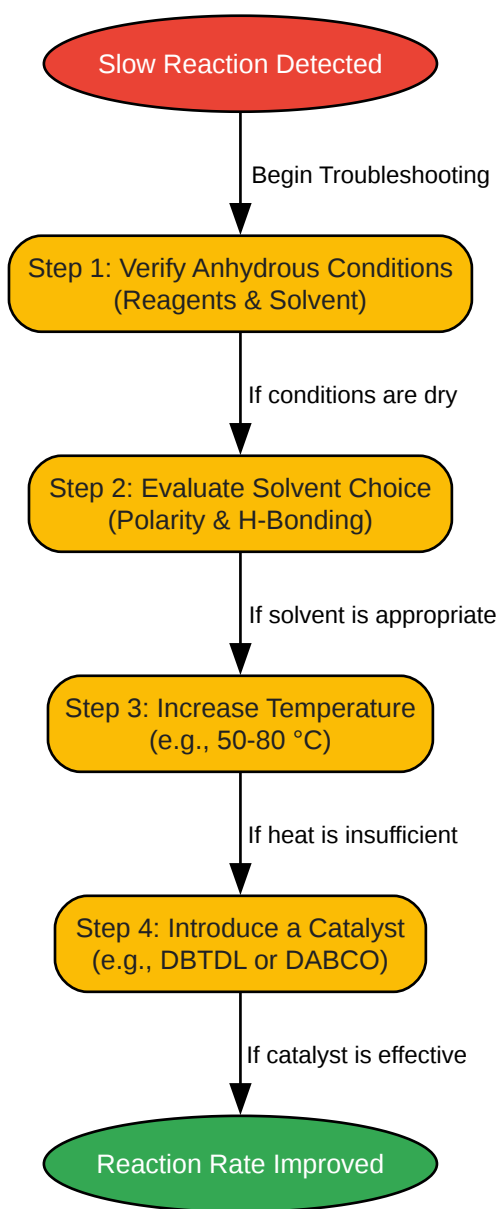 Slow Reaction Detected
Begin Troubleshooting
Step 1: Verify Anhydrous Conditions
(Reagents & Solvent)
If conditions are dry
Step 2: Evaluate Solvent Choice
(Polarity & H-Bonding)
If solvent is appropriate
Step 3: Increase Temperature
(e.g., 50-80 °C)
If heat is insufficient
Step 4: Introduce a Catalyst
(e.g., DBTDL or DABCO)
If catalyst is effective
Reaction Rate Improved